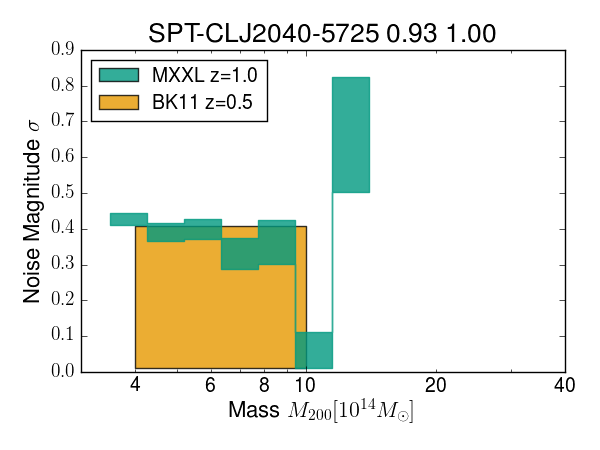 SPT-CLJ2040-5725 0.93 1.00
0.9
0.8
0.7
0.6
0.5
0.4
0.3
0.2
0.1
0.0
Noise Magnitude σ
MXXL z=1.0
BK11 z=0.5
4 6 8 10 20 40
Mass M₂₀₀[10¹⁴M☉]